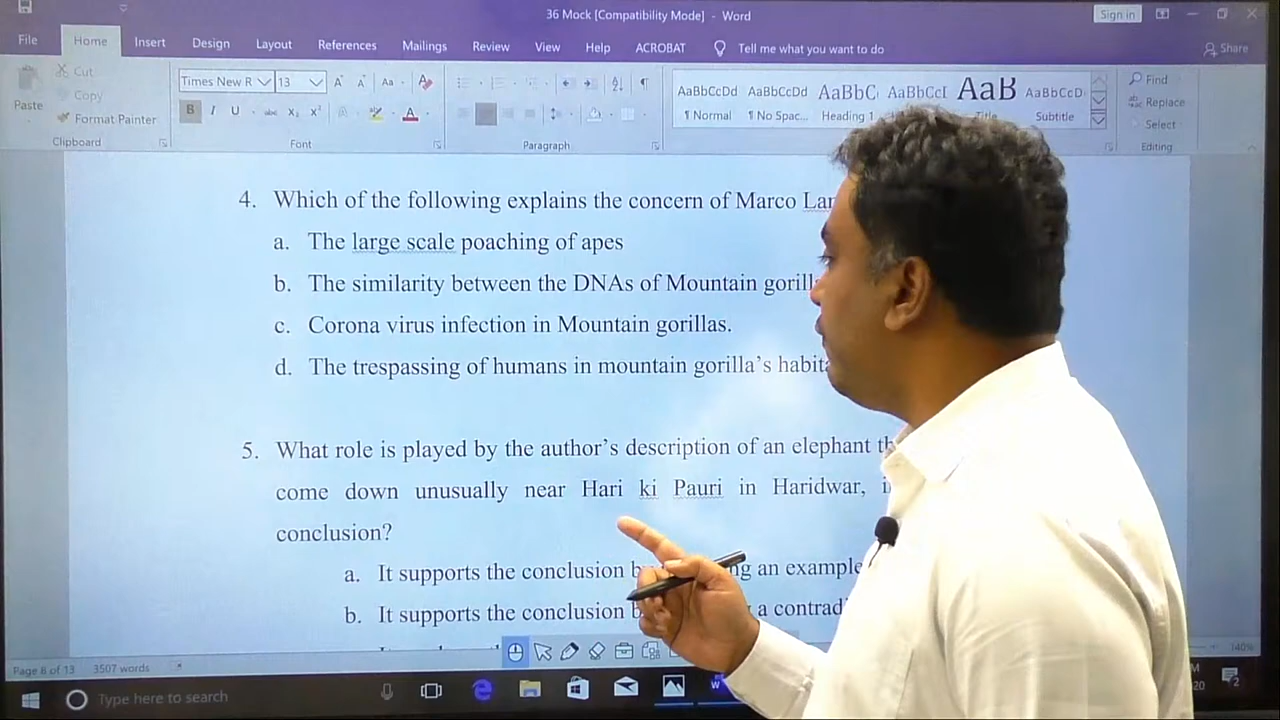 36 Mock [Compatibility Mode] - Word
Sign in
File Home Insert Design Layout References Mailings Review View Help ACROBAT Tell me what you want to do Share
Cut
Copy
Paste
Format Painter
Clipboard
Times New R 13
Font
Paragraph
AaBbCcDd AaBbCcDd AaBbC AaBbCcI AaB AaBbCcD
¶ Normal ¶ No Spac... Heading 1 Title Subtitle
Find
Replace
Select
Editing
4. Which of the following explains the concern of Marco
a. The large scale poaching of apes
b. The similarity between the DNAs of Mountain
c. Corona virus infection in Mountain gorillas.
d. The trespassing of humans in mountain gorilla's
5. What role is played by the author's description of an elephant
come down unusually near Hari ki Pauri in Haridwar,
conclusion?
a. It supports the conclusion an example
b. It supports the conclusion a
Page 8 of 13 3507 words
140%
Type here to search